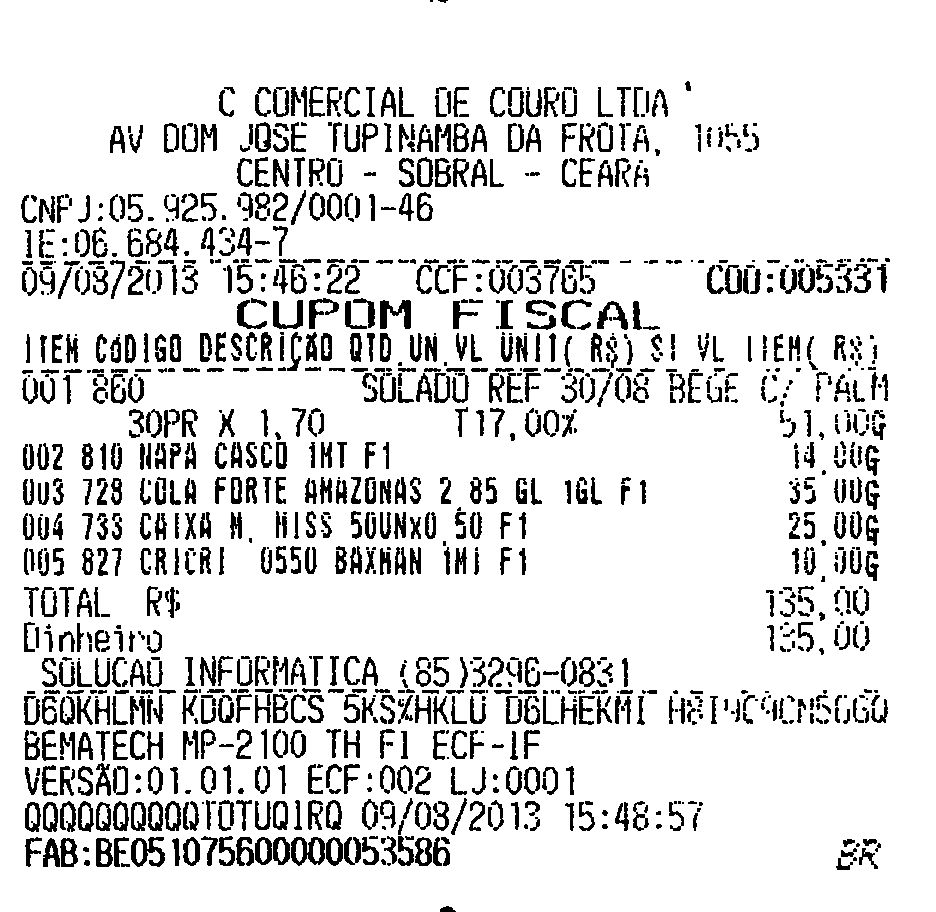 C COMERCIAL DE COURO LTDA
AV DOM JOSE TUPINAMBA DA FROTA, 1055
CENTRO - SOBRAL - CEARA
CNPJ:05.925.982/0001-46
IE:06.684.434-7
09/08/2013 15:46:22 CCF:003765 COO:005331
CUPOM FISCAL
ITEM CÓDIGO DESCRIÇÃO QTD.UN.VL UNIT( R$) ST VL ITEM( R$)
001 860 SOLADO REF 30/08 BEGE C/ PALM
30PR X 1,70 T17,00% 51,00G
002 810 NAPA CASCO 1MT F1 14,00G
003 728 COLA FORTE AMAZONAS 2,85 GL 1GL F1 35,00G
004 733 CAIXA M. MISS 50UNx0,50 F1 25,00G
005 827 CRICRI 0550 BAXMAN 1MT F1 10,00G
TOTAL R$ 135,00
Dinheiro 135,00
SOLUCAO INFORMATICA (85)3296-0831
D6QKHLMN KDQFHBCS 5KS%HKLU D6LHEKMI
BEMATECH MP-2100 TH FI ECF-IF
VERSÃO:01.01.01 ECF:002 LJ:0001
QQQQQQQQQQTOTUQIRQ 09/08/2013 15:48:57
FAB:BE0510756000000053586 BR